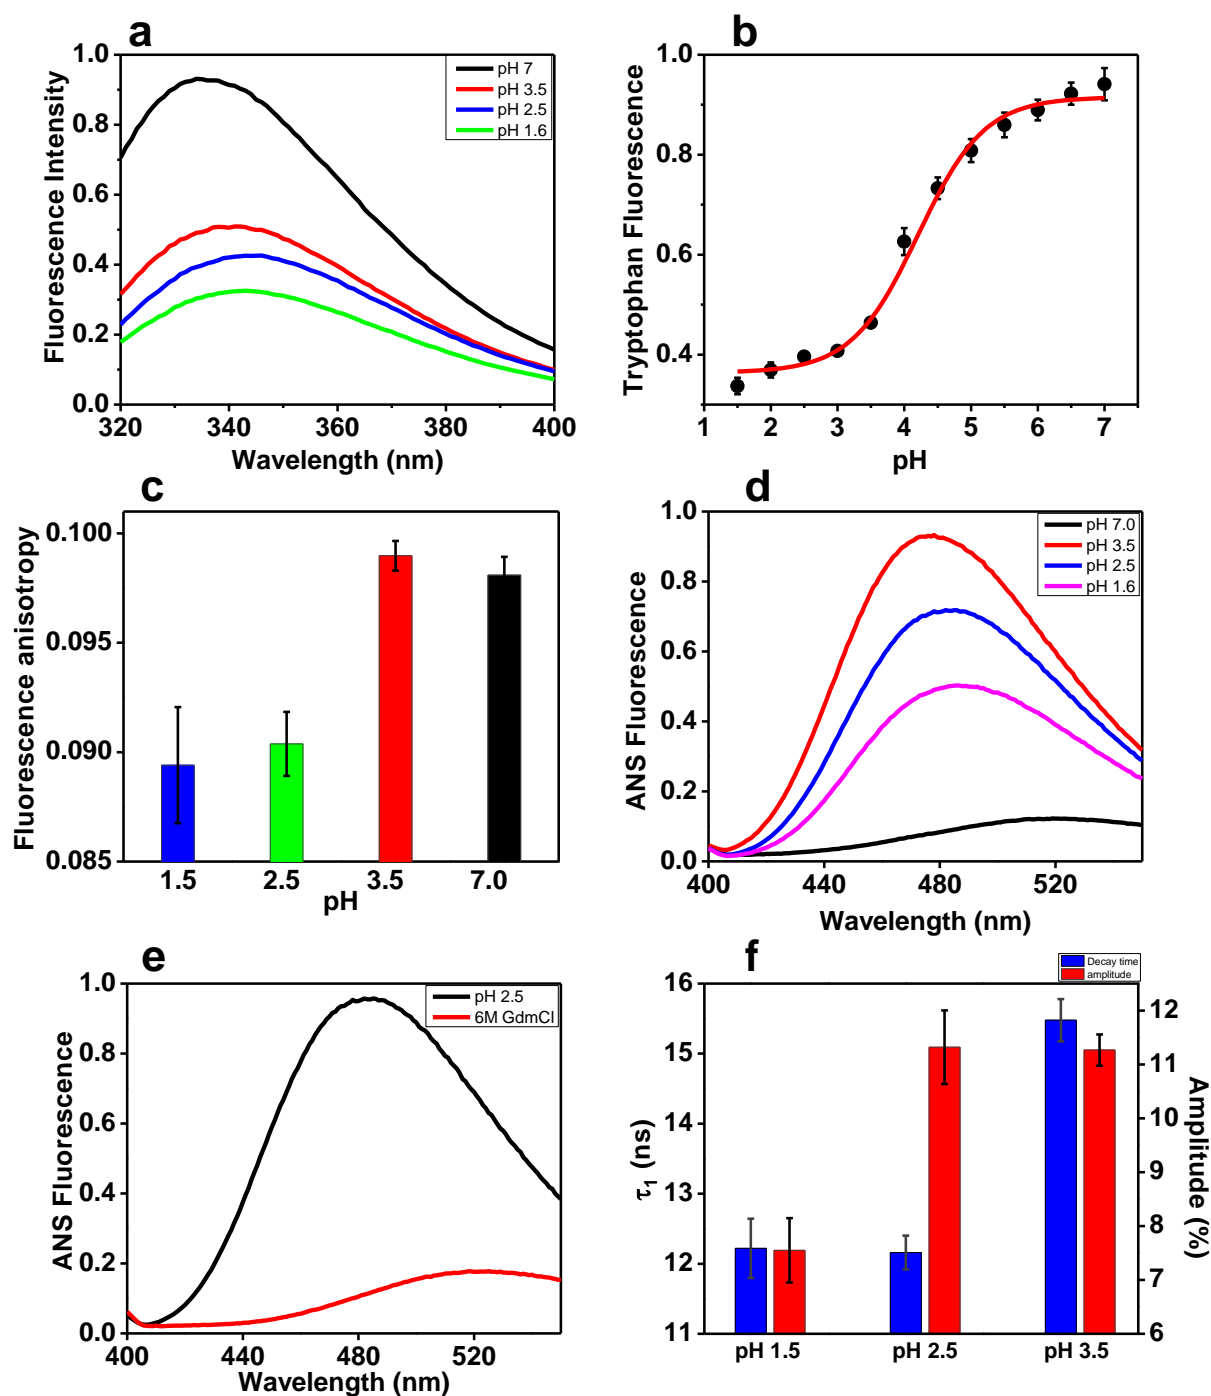 a
Fluorescence Intensity
1.0
0.8
0.6
0.4
0.2
0.0
320
340
360
380
400
Wavelength (nm)
pH 7
pH 3.5
pH 2.5
pH 1.6
b
Tryptophan Fluorescence
1.0
0.8
0.6
0.4
1
2
3
4
5
6
7
pH
c
Fluorescence anisotropy
0.100
0.095
0.090
0.085
1.5
2.5
3.5
7.0
pH
d
ANS Fluorescence
1.0
0.8
0.6
0.4
0.2
0.0
400
440
480
520
Wavelength (nm)
pH 7.0
pH 3.5
pH 2.5
pH 1.6
e
ANS Fluorescence
1.0
0.8
0.6
0.4
0.2
0.0
400
440
480
520
Wavelength (nm)
pH 2.5
6M GdmCl
f
Decay time
amplitude
τ1 (ns)
16
15
14
13
12
11
pH 1.5
pH 2.5
pH 3.5
12
11
10
9
8
7
6
Amplitude (%)